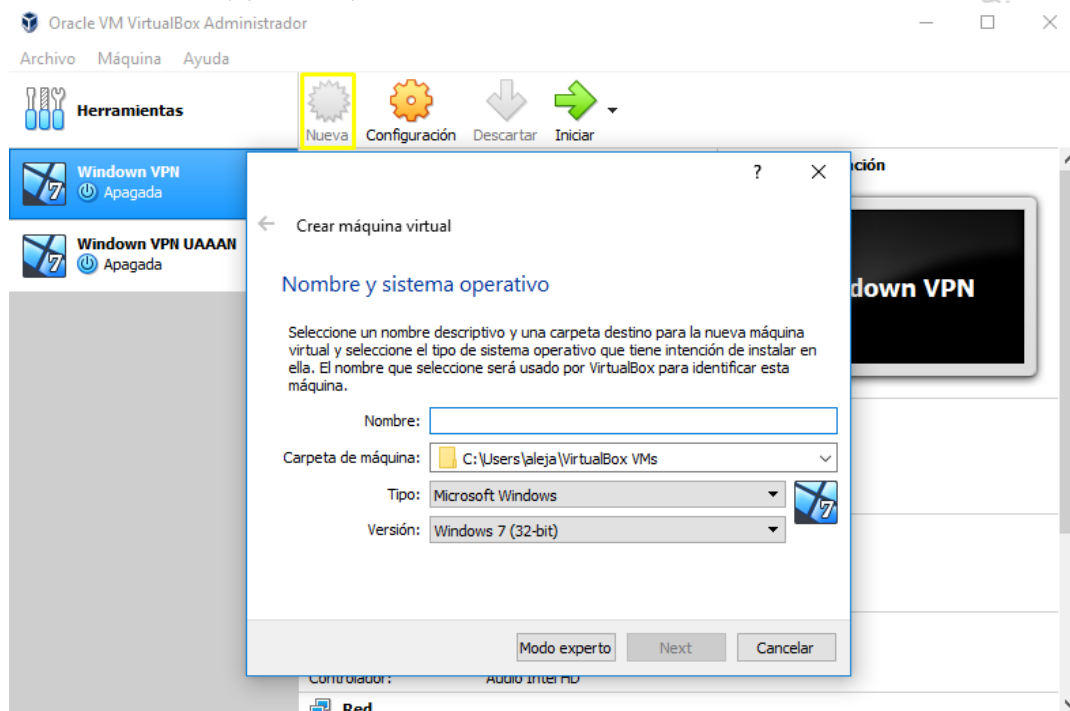 Oracle VM VirtualBox Administrador
Archivo Máquina Ayuda
Herramientas
Nueva Configuración Descartar Iniciar
Windown VPN
Apagada
Windown VPN UAAAN
Apagada
ción
down VPN
Crear máquina virtual
Nombre y sistema operativo
Seleccione un nombre descriptivo y una carpeta destino para la nueva máquina
virtual y seleccione el tipo de sistema operativo que tiene intención de instalar en
ella. El nombre que seleccione será usado por VirtualBox para identificar esta
máquina.
Nombre:
Carpeta de máquina: C:\Users\aleja\VirtualBox VMs
Tipo: Microsoft Windows
Versión: Windows 7 (32-bit)
Modo experto Next Cancelar
Controlador: Audio Intel HD
Red